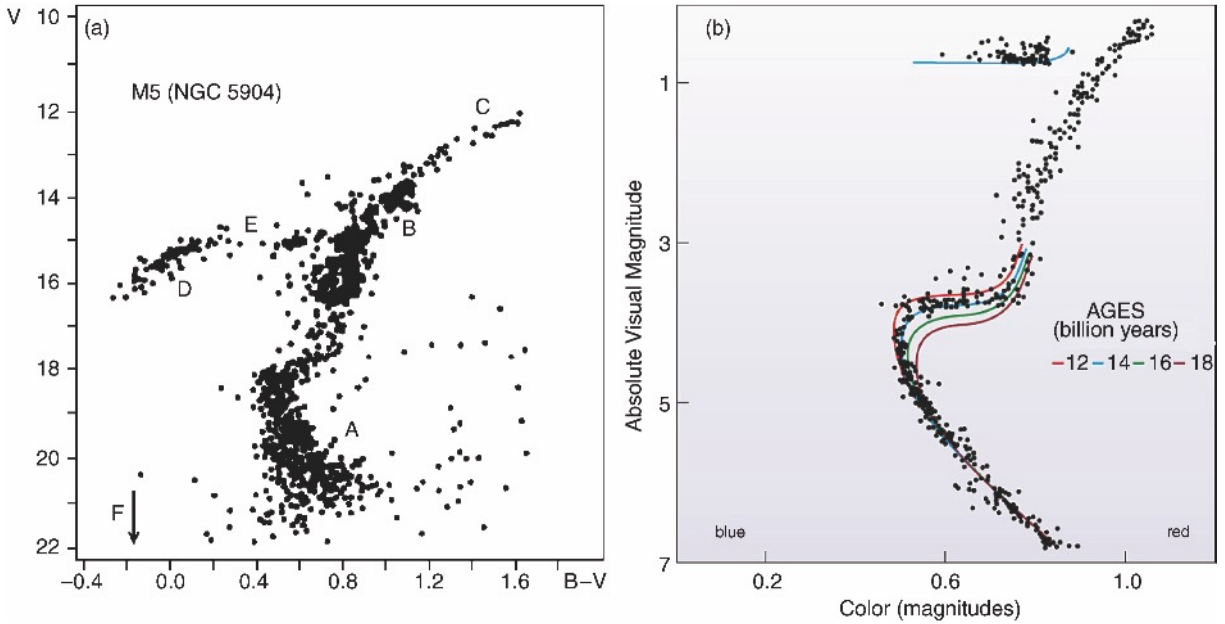 V
10
12
14
16
18
20
22
(a)
M5 (NGC 5904)
C
B
E
D
A
F
−0.4
0.0
0.4
0.8
1.2
1.6
B−V
(b)
Absolute Visual Magnitude
1
3
5
7
AGES
(billion years)
12 14 16 18
blue
red
0.2
0.6
1.0
Color (magnitudes)